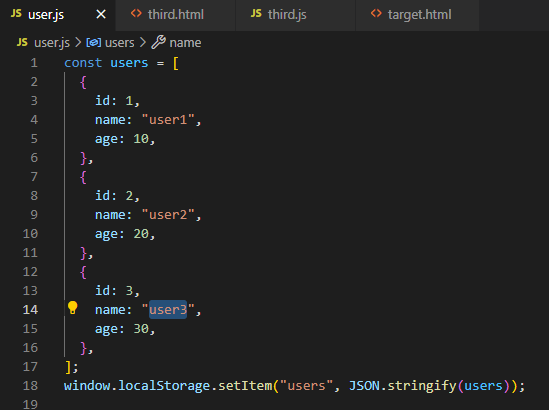 JS user.js × <> third.html JS third.js <> target.html
JS user.js > users > name
1 const users = [
2 {
3 id: 1,
4 name: "user1",
5 age: 10,
6 },
7 {
8 id: 2,
9 name: "user2",
10 age: 20,
11 },
12 {
13 id: 3,
14 name: "user3",
15 age: 30,
16 },
17 ];
18 window.localStorage.setItem("users", JSON.stringify(users));
19